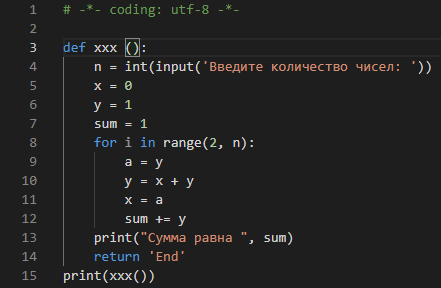 1 # -*- coding: utf-8 -*-
2
3 def xxx ():
4     n = int(input('Введите количество чисел: '))
5     x = 0
6     y = 1
7     sum = 1
8     for i in range(2, n):
9         a = y
10         y = x + y
11         x = a
12         sum += y
13     print("Сумма равна ", sum)
14     return 'End'
15 print(xxx())